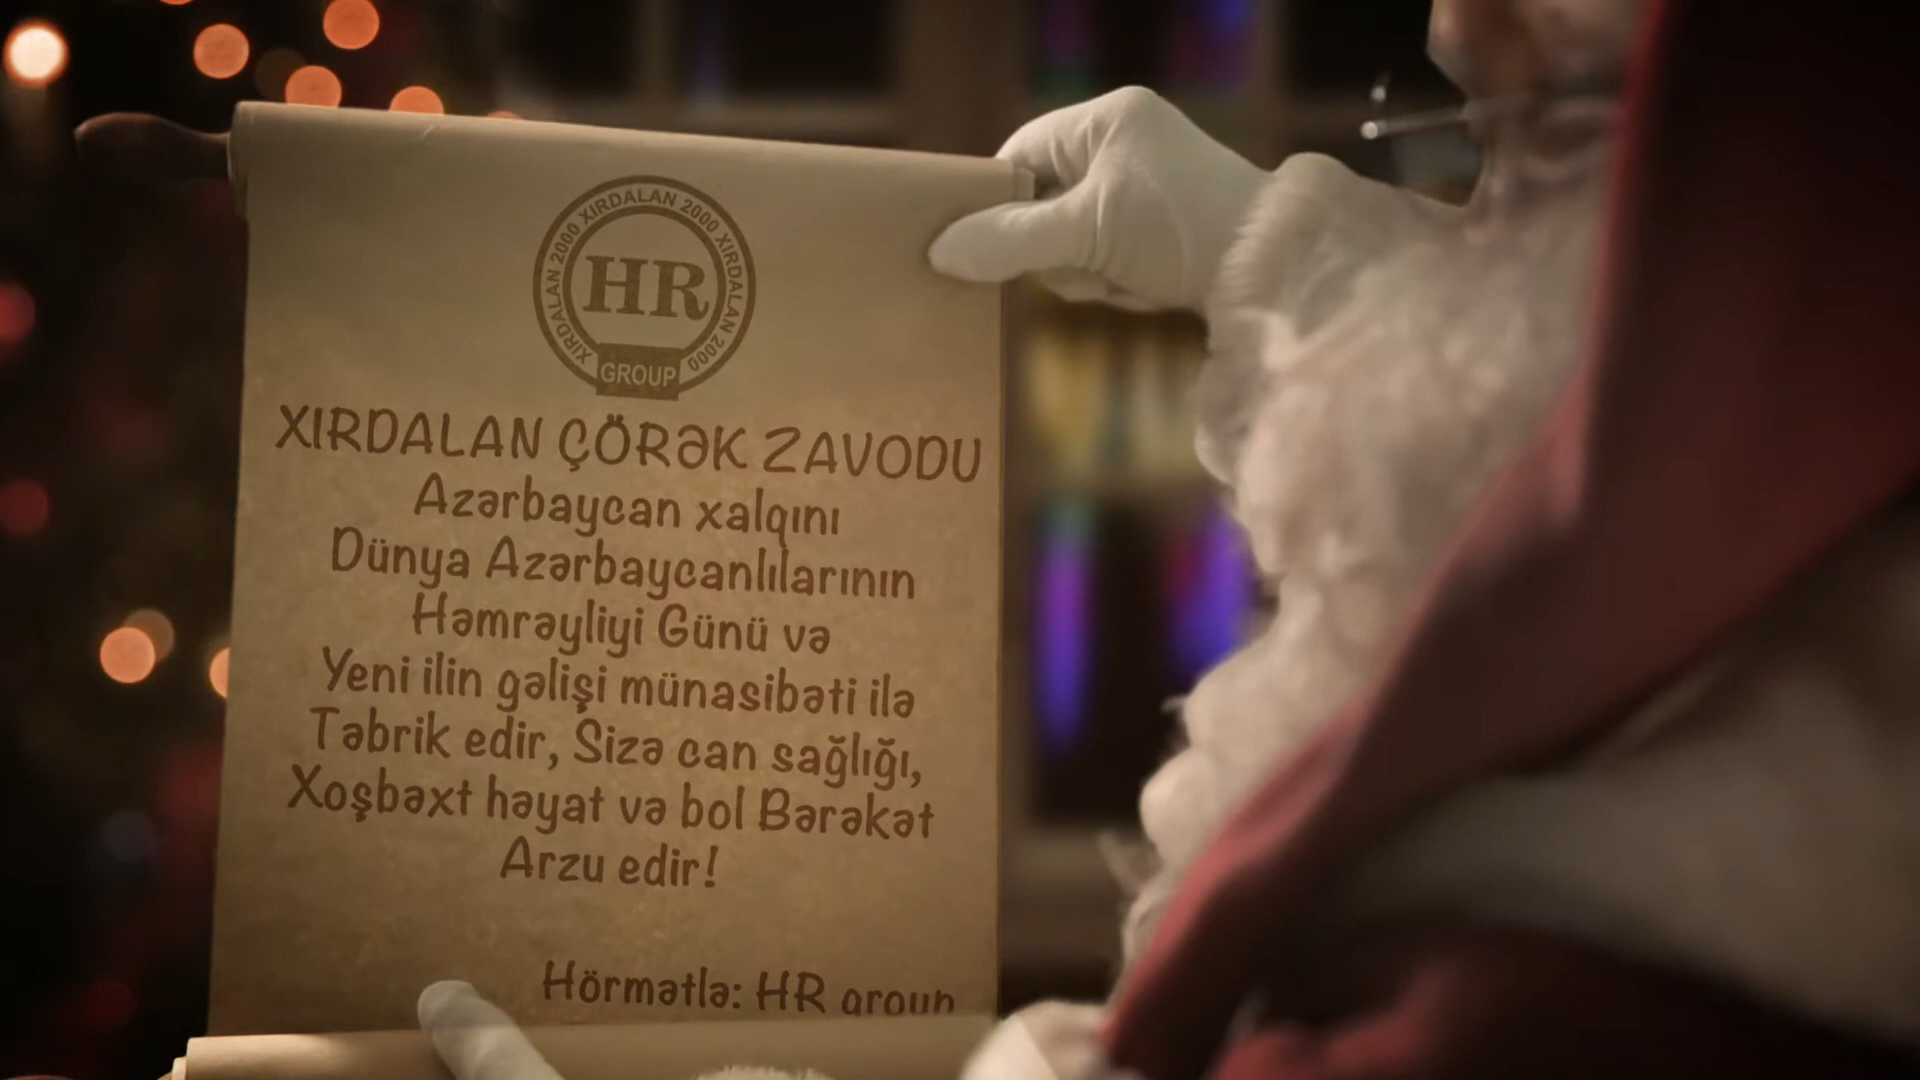 XIRDALAN 2000 XIRDALAN 2000 XIRDALAN 2000
HR
GROUP
XIRDALAN ÇÖRƏK ZAVODU
Azərbaycan xalqını
Dünya Azərbaycanlılarının
Həmrəyliyi Günü və
Yeni ilin gəlişi münasibəti ilə
Təbrik edir, Sizə can sağlığı,
Xoşbəxt həyat və bol Bərəkət
Arzu edir!
Hörmətlə: HR group